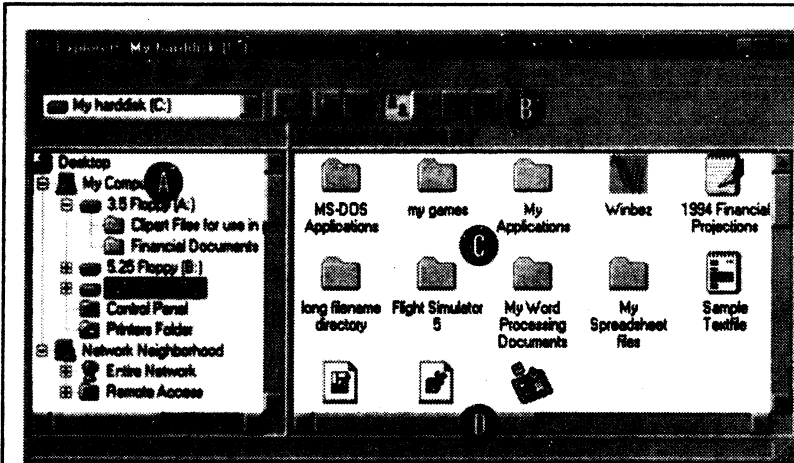 Explorer: My harddisk (C:)
My harddisk (C:)
B
Desktop
My Compu
A
3.5 Floppy (A:)
Clipart Files for use in
Financial Documents
5.25 Floppy (B:)
Control Panel
Printers Folder
Network Neighborhood
Entire Network
Remote Access
MS-DOS
Applications
my games
My
Applications
Winbez
1994 Financial
Projections
C
long filename
directory
Flight Simulator
5
My Word
Processing
Documents
My
Spreadsheet
files
Sample
Textfile
D